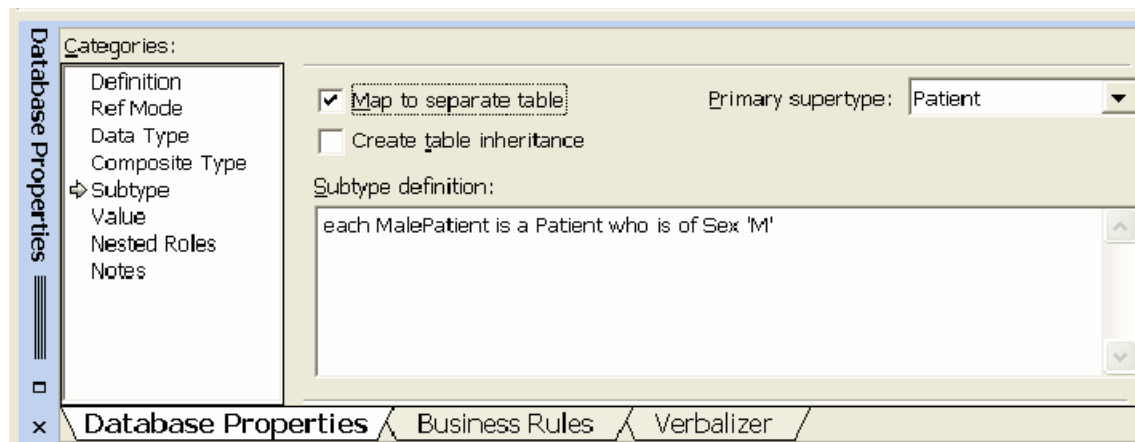 Database Properties
Categories:
Definition
Ref Mode
Data Type
Composite Type
Subtype
Value
Nested Roles
Notes
Map to separate table
Primary supertype: Patient
Create table inheritance
Subtype definition:
each MalePatient is a Patient who is of Sex 'M'
Database Properties Business Rules Verbalizer